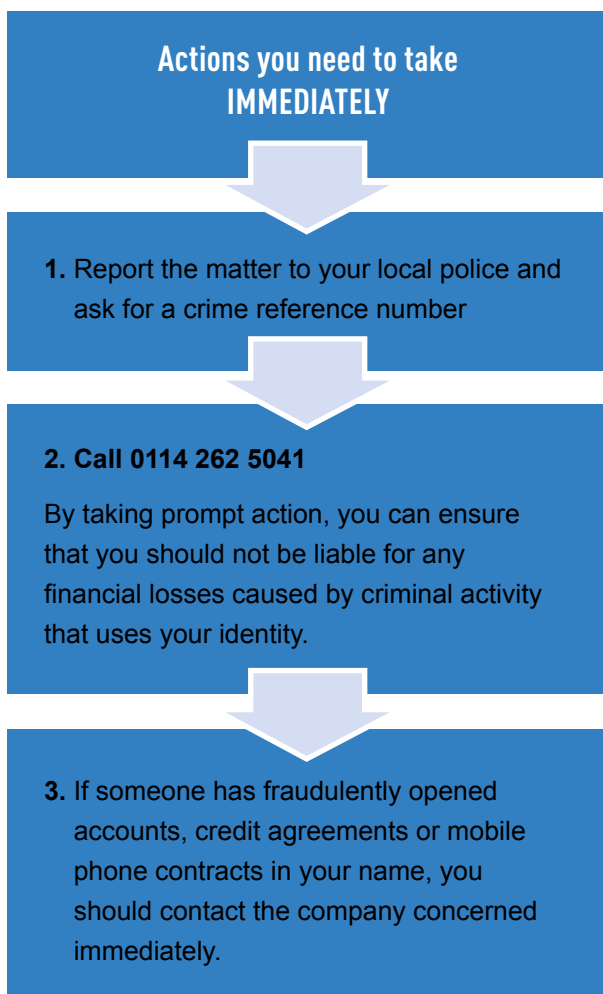 Actions you need to take
IMMEDIATELY
1. Report the matter to your local police and
ask for a crime reference number
2. Call 0114 262 5041
By taking prompt action, you can ensure
that you should not be liable for any
financial losses caused by criminal activity
that uses your identity.
3. If someone has fraudulently opened
accounts, credit agreements or mobile
phone contracts in your name, you
should contact the company concerned
immediately.